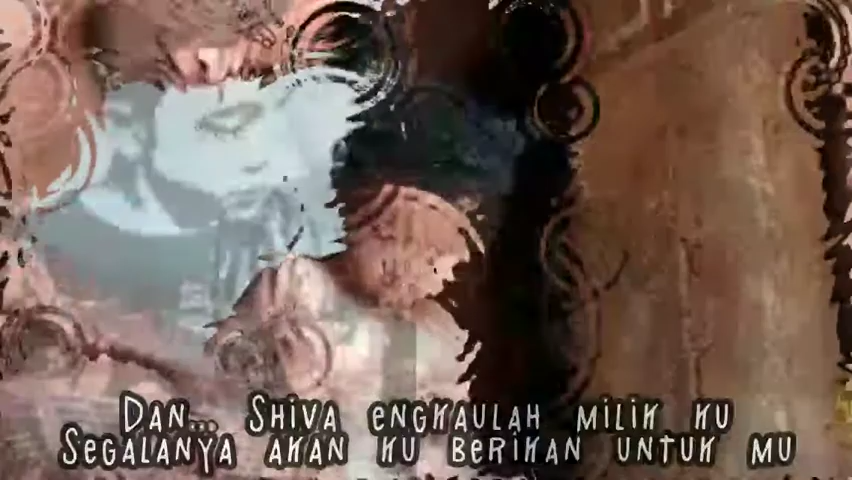 Dan... Shiva engkaulah milik ku
Segalanya akan ku berikan untuk mu